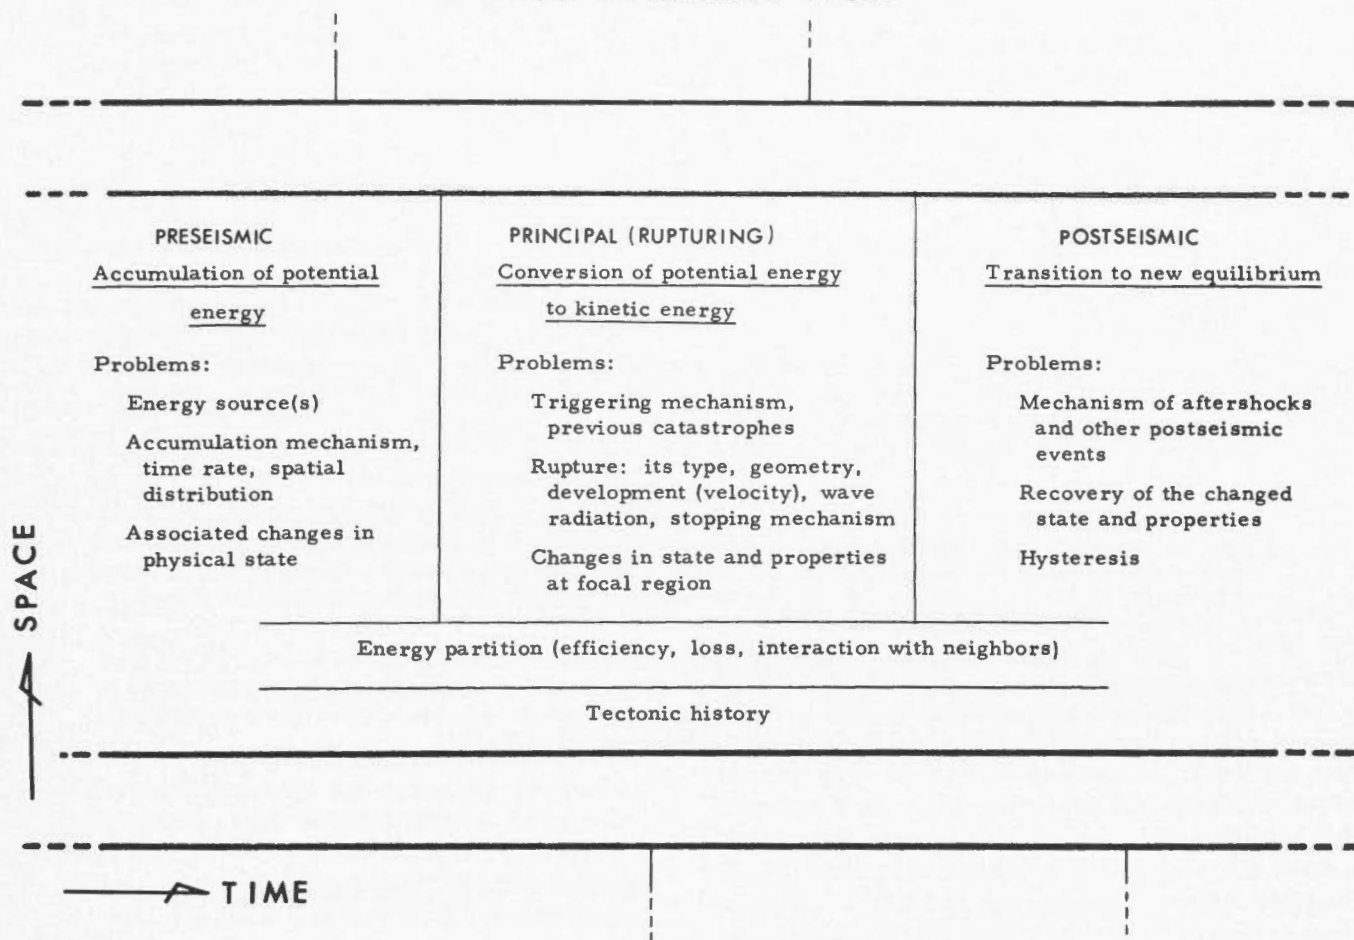 PRESEISMIC
Accumulation of potential
energy
Problems:
Energy source(s)
Accumulation mechanism,
time rate, spatial
distribution
Associated changes in
physical state
PRINCIPAL (RUPTURING)
Conversion of potential energy
to kinetic energy
Problems:
Triggering mechanism,
previous catastrophes
Rupture: its type, geometry,
development (velocity), wave
radiation, stopping mechanism
Changes in state and properties
at focal region
POSTSEISMIC
Transition to new equilibrium
Problems:
Mechanism of aftershocks
and other postseismic
events
Recovery of the changed
state and properties
Hysteresis
Energy partition (efficiency, loss, interaction with neighbors)
Tectonic history
SPACE
TIME